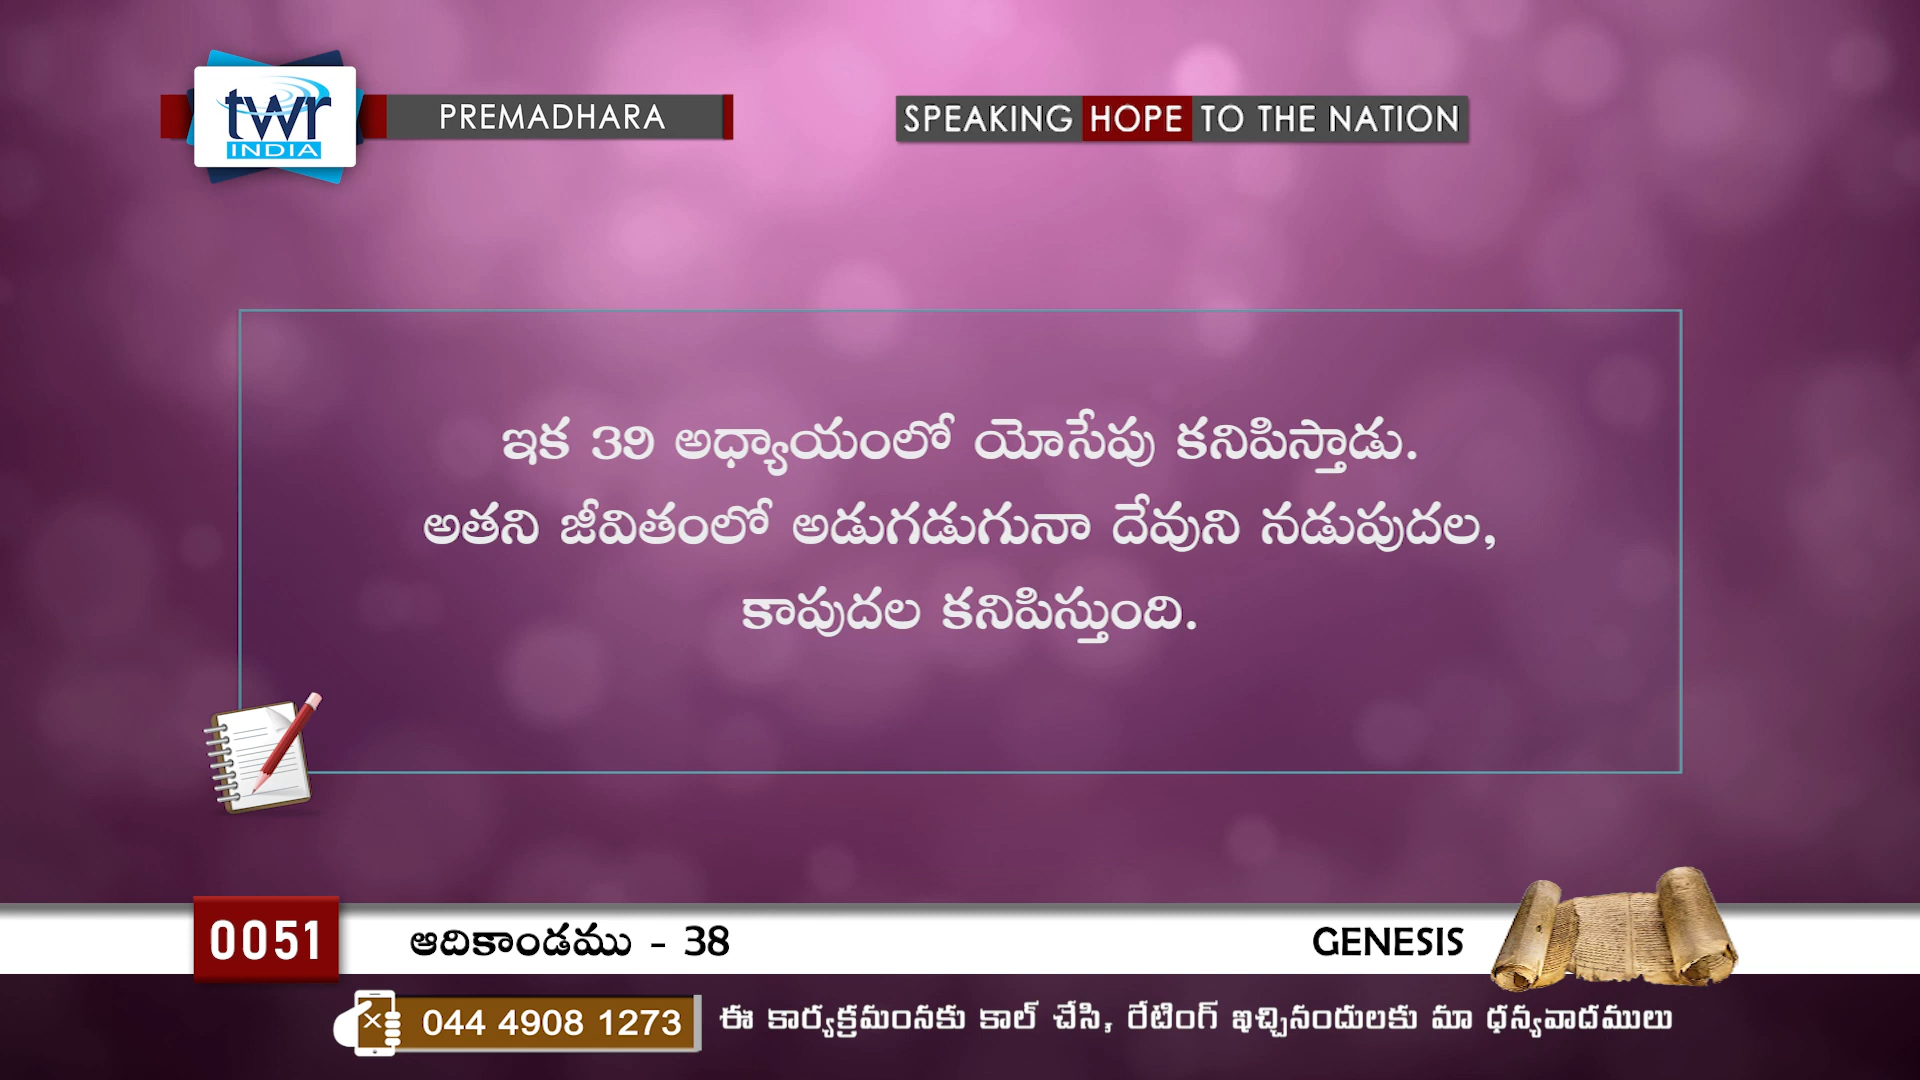 twr
INDIA
PREMADHARA
SPEAKING HOPE TO THE NATION
ఇక 39 అధ్యాయంలో యోసేపు కనిపిస్తాడు.
అతని జీవితంలో అడుగడుగునా దేవుని నడుపుదల,
కాపుదల కనిపిస్తుంది.
0051
ఆదికాండము - 38
GENESIS
044 4908 1273
ఈ కార్యక్రమంనకు కాల్ చేసి, రేటింగ్ ఇచ్చినందులకు మా ధన్యవాదములు